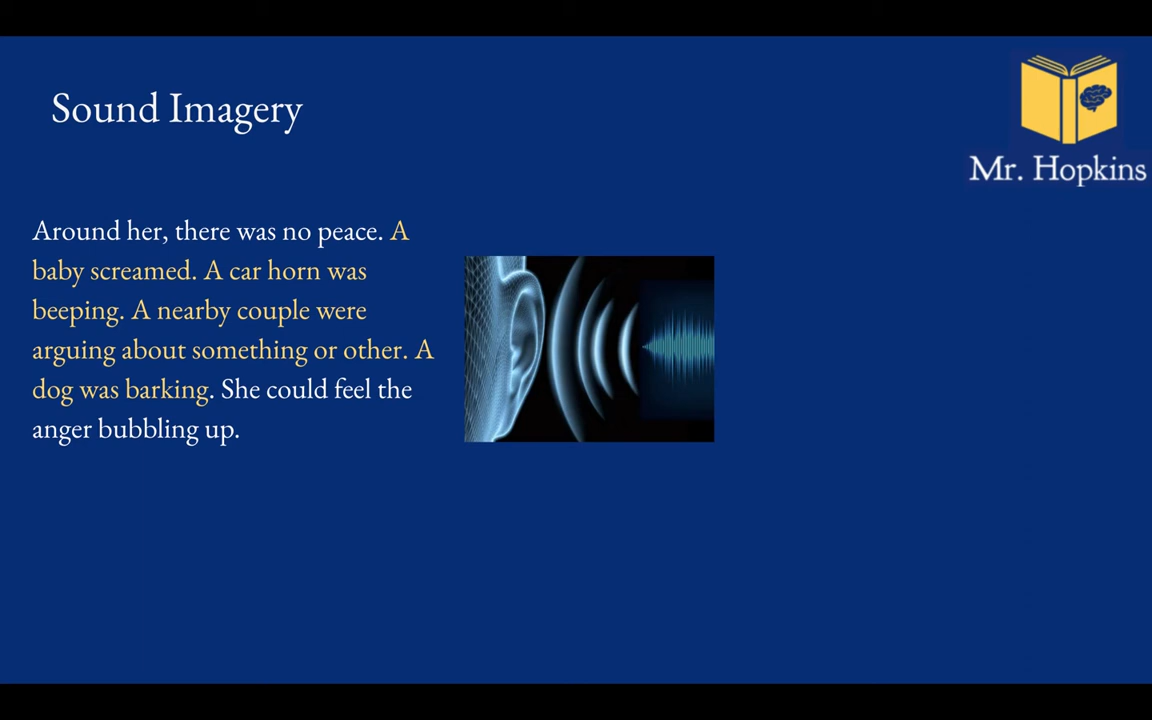 Sound Imagery
Mr. Hopkins
Around her, there was no peace. A
baby screamed. A car horn was
beeping. A nearby couple were
arguing about something or other. A
dog was barking. She could feel the
anger bubbling up.